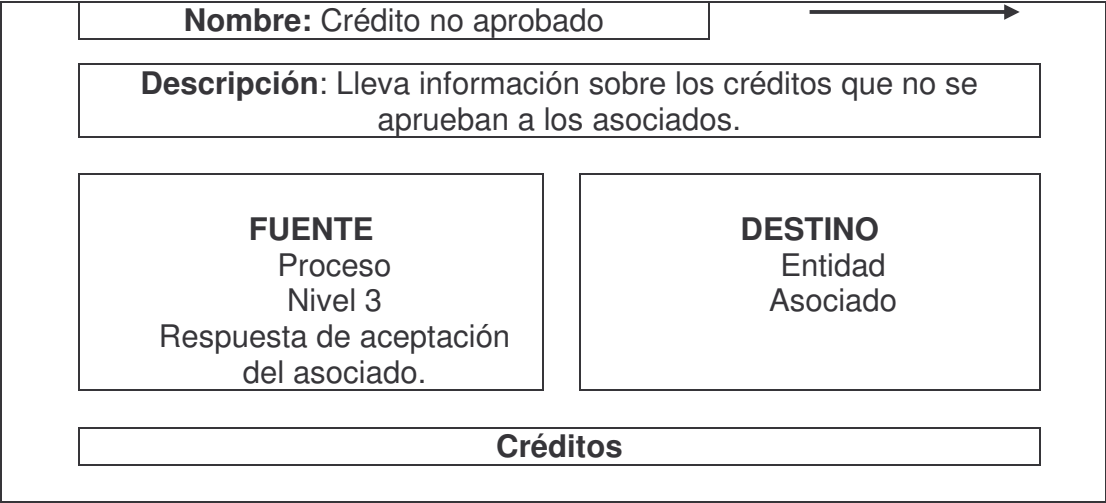 Nombre: Crédito no aprobado
Descripción: Lleva información sobre los créditos que no se
aprueban a los asociados.
FUENTE
Proceso
Nivel 3
Respuesta de aceptación
del asociado.
DESTINO
Entidad
Asociado
Créditos